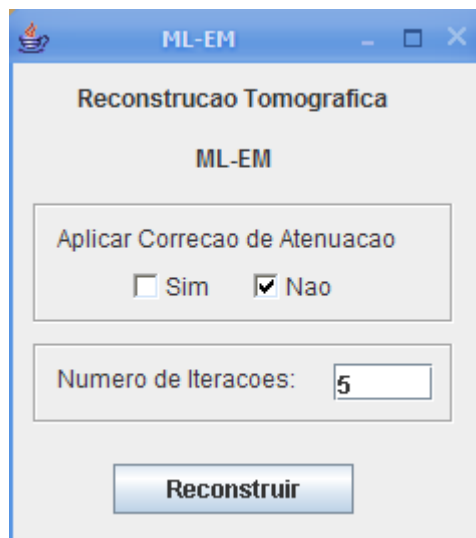 ML-EM
Reconstrucao Tomografica
ML-EM
Aplicar Correcao de Atenuacao
Sim Nao
Numero de Iteracoes: 5
Reconstruir